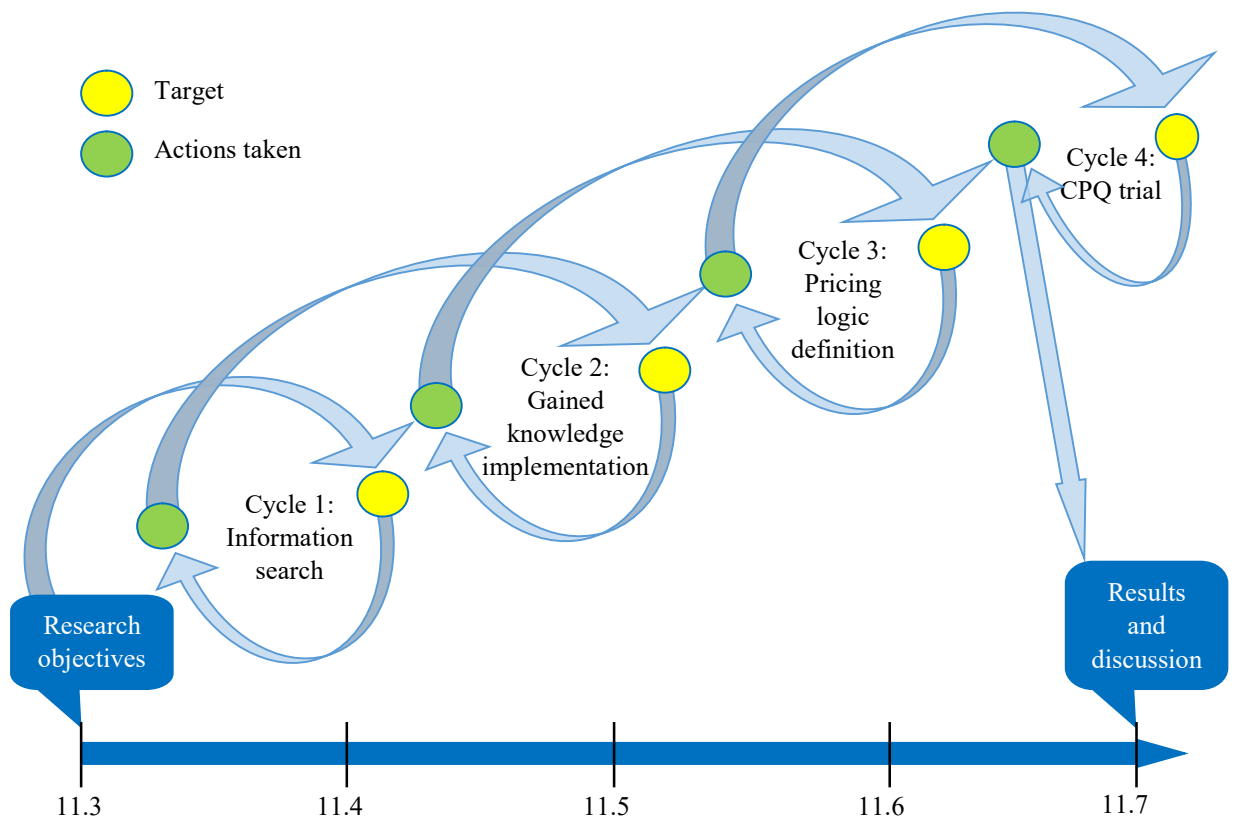 Target
Actions taken
Cycle 4:
CPQ trial
Cycle 3:
Pricing
logic
definition
Cycle 2:
Gained
knowledge
implementation
Cycle 1:
Information
search
Research
objectives
Results
and
discussion
11.3
11.4
11.5
11.6
11.7